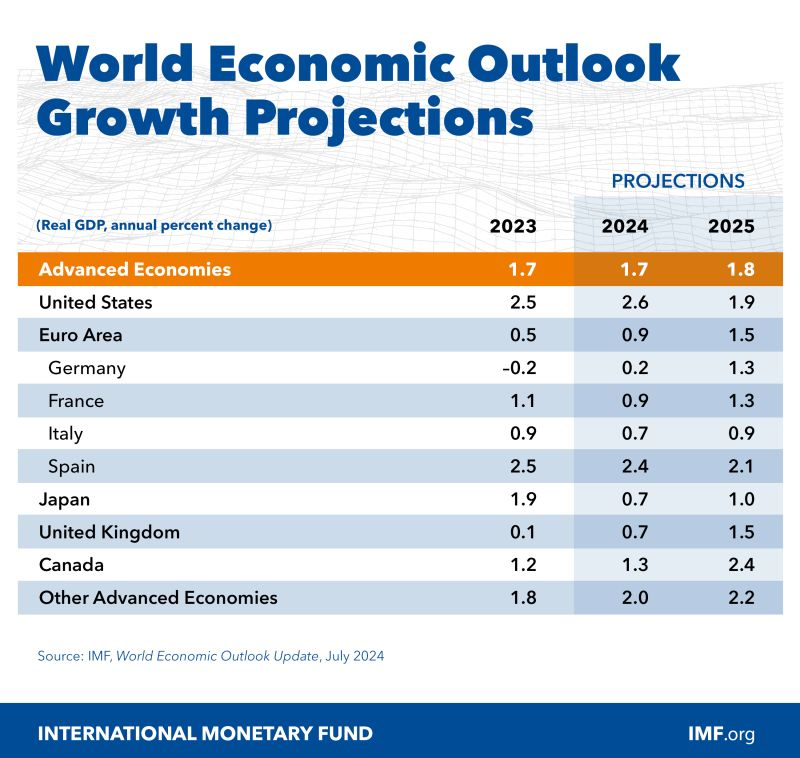 World Economic Outlook
Growth Projections
PROJECTIONS
(Real GDP, annual percent change) 2023 2024 2025
Advanced Economies 1.7 1.7 1.8
United States 2.5 2.6 1.9
Euro Area 0.5 0.9 1.5
Germany –0.2 0.2 1.3
France 1.1 0.9 1.3
Italy 0.9 0.7 0.9
Spain 2.5 2.4 2.1
Japan 1.9 0.7 1.0
United Kingdom 0.1 0.7 1.5
Canada 1.2 1.3 2.4
Other Advanced Economies 1.8 2.0 2.2
Source: IMF, World Economic Outlook Update, July 2024
INTERNATIONAL MONETARY FUND IMF.org